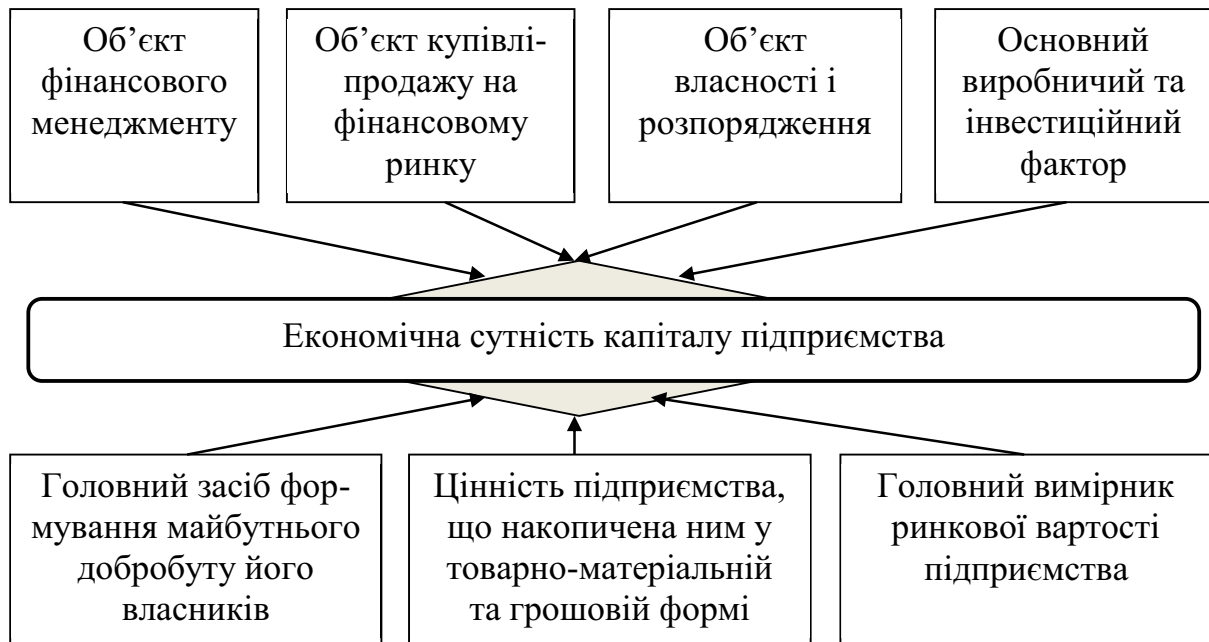 Об’єкт
фінансового
менеджменту
Об’єкт купівлі-
продажу на
фінансовому
ринку
Об’єкт
власності і
розпорядження
Основний
виробничий та
інвестиційний
фактор
Економічна сутність капіталу підприємства
Головний засіб фор-
мування майбутнього
добробуту його
власників
Цінність підприємства,
що накопичена ним у
товарно-матеріальній
та грошовій формі
Головний вимірник
ринкової вартості
підприємства